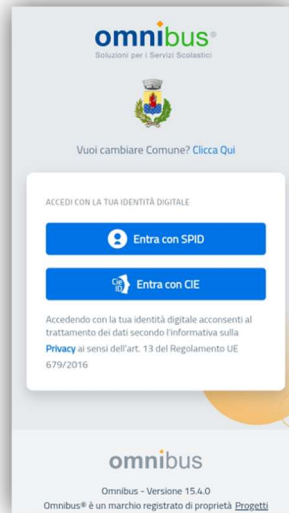 omnibus®
Soluzioni per i Servizi Scolastici
Vuoi cambiare Comune? Clicca Qui
ACCEDI CON LA TUA IDENTITÀ DIGITALE
Entra con SPID
Cie ID Entra con CIE
Accedendo con la tua identità digitale acconsenti al
trattamento dei dati secondo l'informativa sulla
Privacy ai sensi dell'art. 13 del Regolamento UE
679/2016
omnibus
Omnibus - Versione 15.4.0
Omnibus® è un marchio registrato di proprietà Progetti